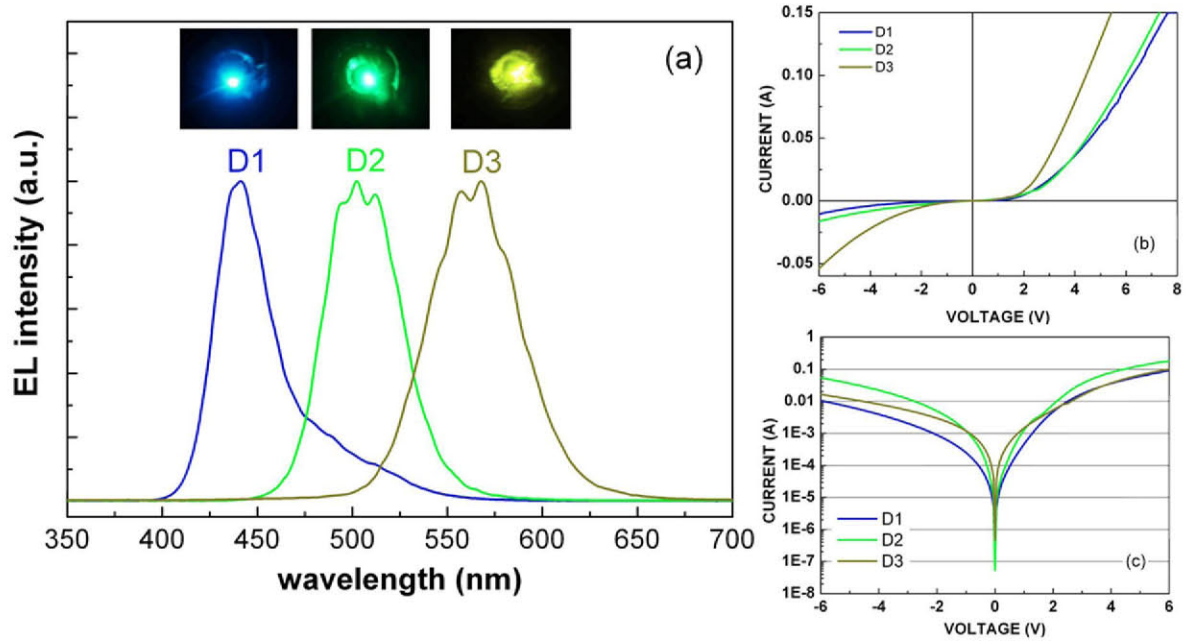 (a)
D1 D2 D3
EL intensity (a.u.)
350 400 450 500 550 600 650 700
wavelength (nm)
0.15
0.10
0.05
0.00
-0.05
CURRENT (A)
D1
D2
D3
(b)
-6 -4 -2 0 2 4 6 8
VOLTAGE (V)
1
0.1
0.01
1E-3
1E-4
1E-5
1E-6
1E-7
1E-8
CURRENT (A)
D1
D2
D3
(c)
-6 -4 -2 0 2 4 6
VOLTAGE (V)